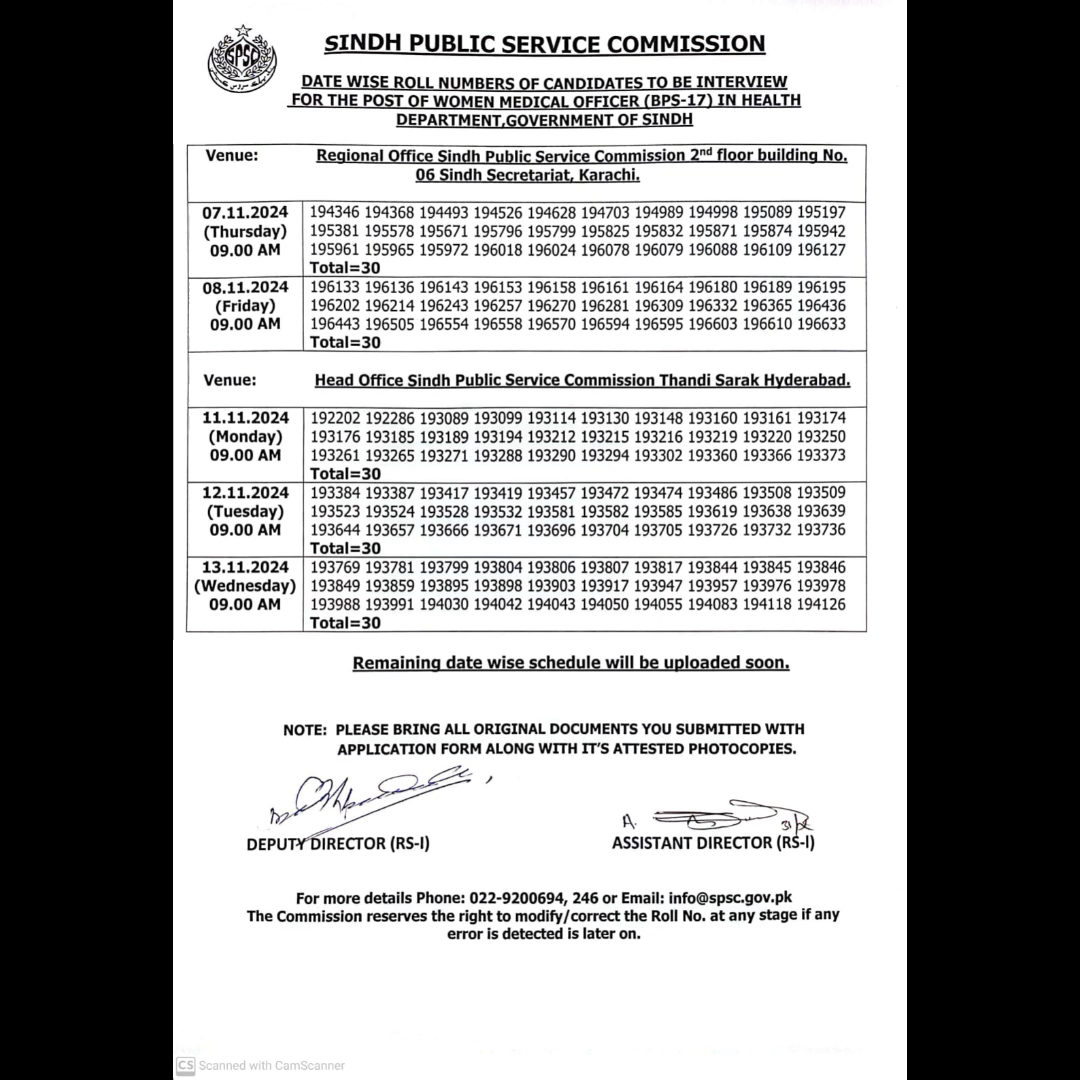 SPSC
SINDH PUBLIC SERVICE COMMISSION
DATE WISE ROLL NUMBERS OF CANDIDATES TO BE INTERVIEW
FOR THE POST OF WOMEN MEDICAL OFFICER (BPS-17) IN HEALTH
DEPARTMENT,GOVERNMENT OF SINDH
Venue: Regional Office Sindh Public Service Commission 2nd floor building No.
06 Sindh Secretariat, Karachi.
07.11.2024 194346 194368 194493 194526 194628 194703 194989 194998 195089 195197
(Thursday) 195381 195578 195671 195796 195799 195825 195832 195871 195874 195942
09.00 AM 195961 195965 195972 196018 196024 196078 196079 196088 196109 196127
Total=30
08.11.2024 196133 196136 196143 196153 196158 196161 196164 196180 196189 196195
(Friday) 196202 196214 196243 196257 196270 196281 196309 196332 196365 196436
09.00 AM 196443 196505 196554 196558 196570 196594 196595 196603 196610 196633
Total=30
Venue: Head Office Sindh Public Service Commission Thandi Sarak Hyderabad.
11.11.2024 192202 192286 193089 193099 193114 193130 193148 193160 193161 193174
(Monday) 193176 193185 193189 193194 193212 193215 193216 193219 193220 193250
09.00 AM 193261 193265 193271 193288 193290 193294 193302 193360 193366 193373
Total=30
12.11.2024 193384 193387 193417 193419 193457 193472 193474 193486 193508 193509
(Tuesday) 193523 193524 193528 193532 193581 193582 193585 193619 193638 193639
09.00 AM 193644 193657 193666 193671 193696 193704 193705 193726 193732 193736
Total=30
13.11.2024 193769 193781 193799 193804 193806 193807 193817 193844 193845 193846
(Wednesday) 193849 193859 193895 193898 193903 193917 193947 193957 193976 193978
09.00 AM 193988 193991 194030 194042 194043 194050 194055 194083 194118 194126
Total=30
Remaining date wise schedule will be uploaded soon.
NOTE: PLEASE BRING ALL ORIGINAL DOCUMENTS YOU SUBMITTED WITH
APPLICATION FORM ALONG WITH IT'S ATTESTED PHOTOCOPIES.
DEPUTY DIRECTOR (RS-I) ASSISTANT DIRECTOR (RS-I)
For more details Phone: 022-9200694, 246 or Email: info@spsc.gov.pk
The Commission reserves the right to modify/correct the Roll No. at any stage if any
error is detected is later on.
CS Scanned with CamScanner